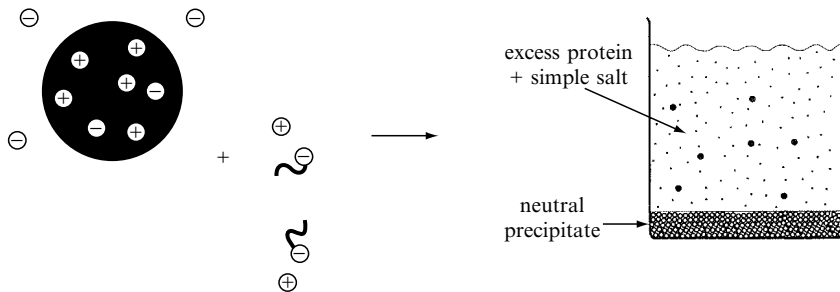 excess protein
+ simple salt
+
neutral
precipitate